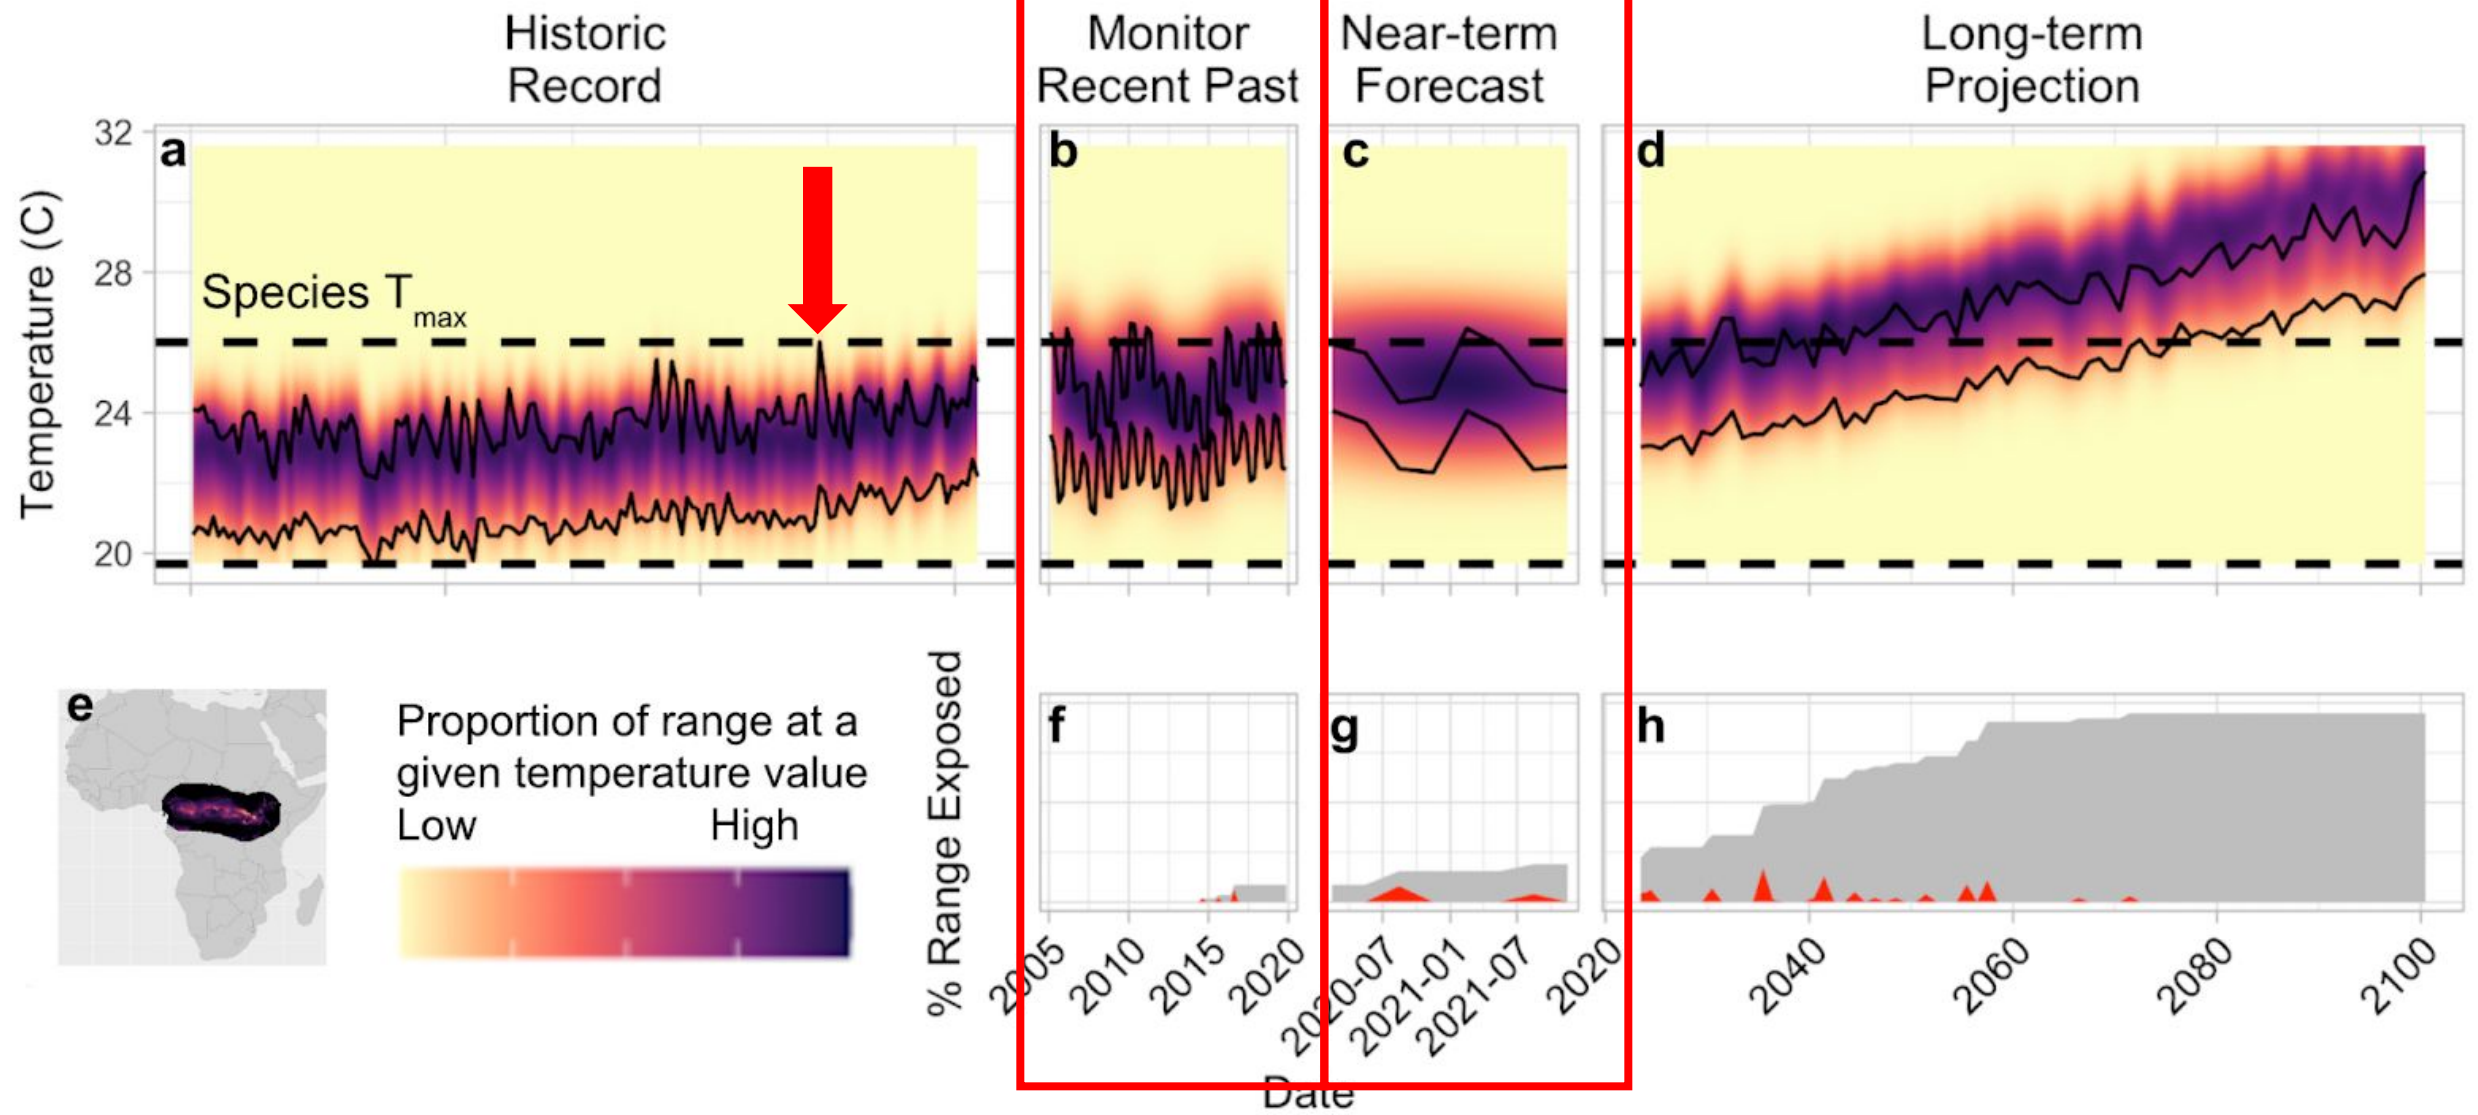 Historic
Record
Monitor
Recent Past
Near-term
Forecast
Long-term
Projection
Temperature (C)
32
28
24
20
a
Species Tmax
b
c
d
e
Proportion of range at a
given temperature value
Low High
% Range Exposed
f
g
h
2005 2010 2015 2020
2020-07 2021-01 2021-07
2020 2040 2060 2080 2100
Date